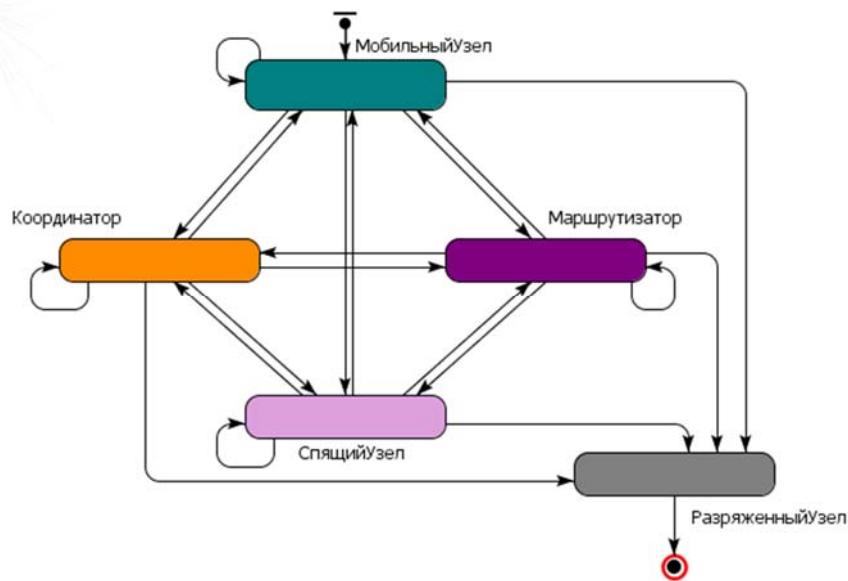 МобильныйУзел
Координатор
Маршрутизатор
СпящийУзел
РазряженныйУзел